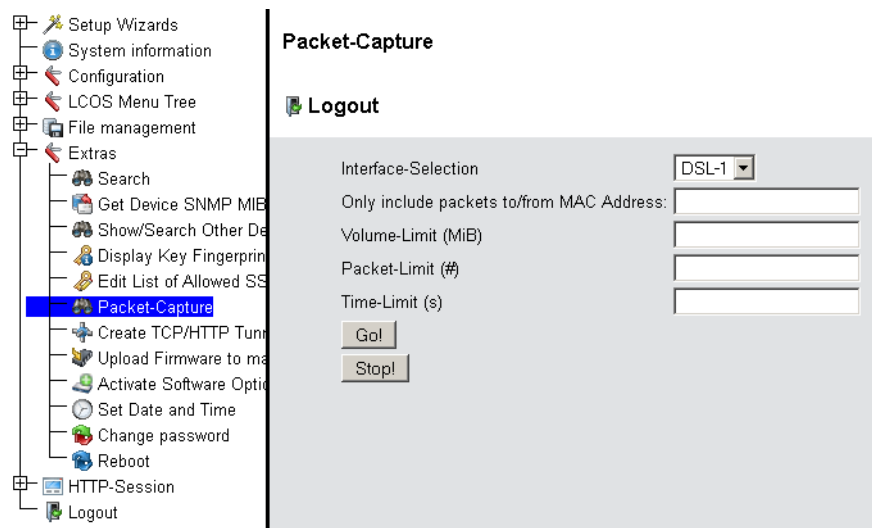 Setup Wizards
System information
Configuration
LCOS Menu Tree
File management
Extras
Search
Get Device SNMP MIB
Show/Search Other De
Display Key Fingerprin
Edit List of Allowed SS
Packet-Capture
Create TCP/HTTP Tunn
Upload Firmware to ma
Activate Software Optio
Set Date and Time
Change password
Reboot
HTTP-Session
Logout
Packet-Capture
Logout
Interface-Selection DSL-1
Only include packets to/from MAC Address:
Volume-Limit (MiB)
Packet-Limit (#)
Time-Limit (s)
Go!
Stop!